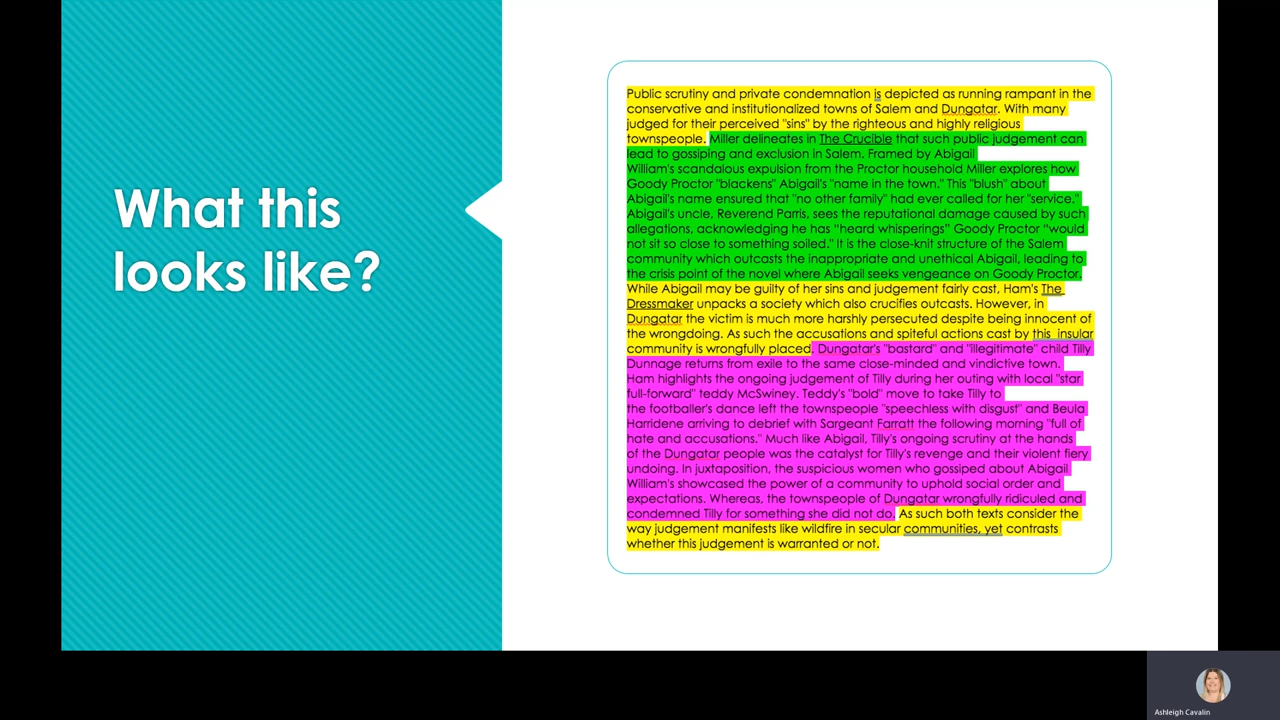 What this
looks like?
Public scrutiny and private condemnation is depicted as running rampant in the
conservative and institutionalized towns of Salem and Dungatar. With many
judged for their perceived "sins" by the righteous and highly religious
townspeople. Miller delineates in The Crucible that such public judgement can
lead to gossiping and exclusion in Salem. Framed by Abigail
William's scandalous expulsion from the Proctor household Miller explores how
Goody Proctor "blackens" Abigail's "name in the town." This "blush" about
Abigail's name ensured that "no other family" had ever called for her "service."
Abigail's uncle, Reverend Parris, sees the reputational damage caused by such
allegations, acknowledging he has "heard whisperings" Goody Proctor "would
not sit so close to something soiled." It is the close-knit structure of the Salem
community which outcasts the inappropriate and unethical Abigail, leading to
the crisis point of the novel where Abigail seeks vengeance on Goody Proctor.
While Abigail may be guilty of her sins and judgement fairly cast, Ham's The
Dressmaker unpacks a society which also crucifies outcasts. However, in
Dungatar the victim is much more harshly persecuted despite being innocent of
the wrongdoing. As such the accusations and spiteful actions cast by this insular
community is wrongfully placed. Dungatar's "bastard" and "illegitimate" child Tilly
Dunnage returns from exile to the same close-minded and vindictive town.
Ham highlights the ongoing judgement of Tilly during her outing with local "star
full-forward" teddy McSwiney. Teddy's "bold" move to take Tilly to
the footballer's dance left the townspeople "speechless with disgust" and Beula
Harridene arriving to debrief with Sargeant Farratt the following morning "full of
hate and accusations." Much like Abigail, Tilly's ongoing scrutiny at the hands
of the Dungatar people was the catalyst for Tilly's revenge and their violent fiery
undoing. In juxtaposition, the suspicious women who gossiped about Abigail
William's showcased the power of a community to uphold social order and
expectations. Whereas, the townspeople of Dungatar wrongfully ridiculed and
condemned Tilly for something she did not do. As such both texts consider the
way judgement manifests like wildfire in secular communities, yet contrasts
whether this judgement is warranted or not.
Ashleigh Cavalin